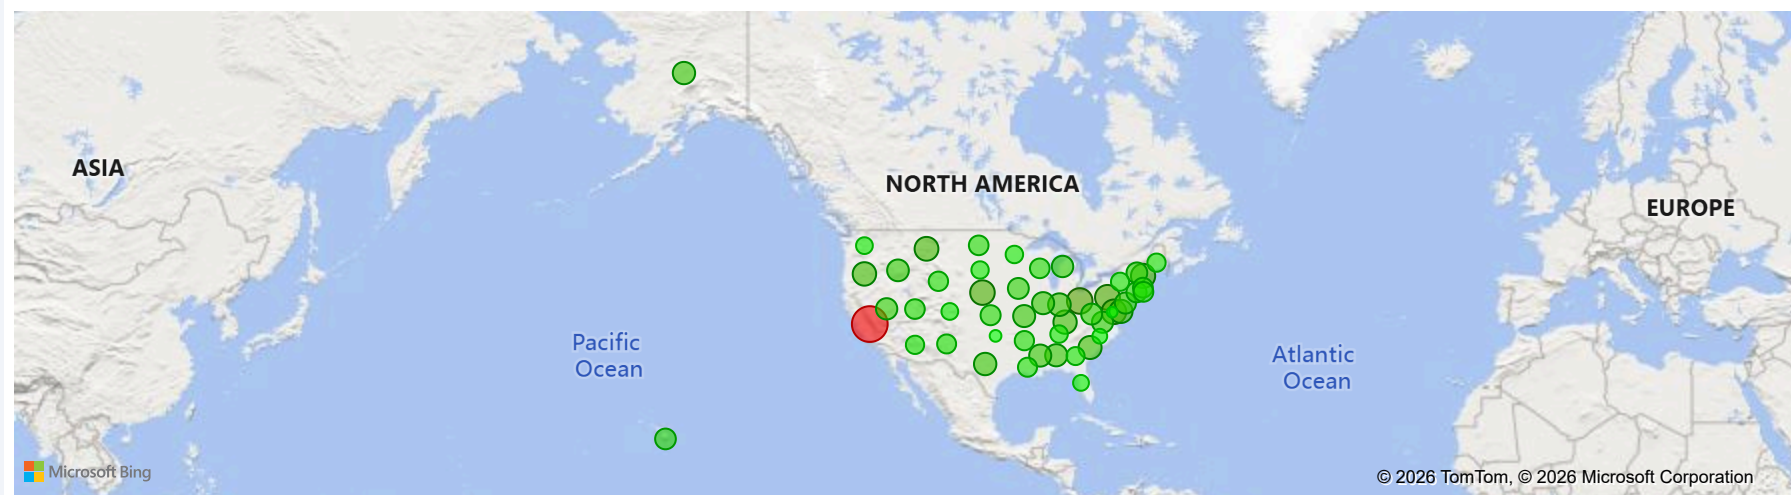 ASIA
NORTH AMERICA
EUROPE
Pacific
Ocean
Atlantic
Ocean
Microsoft Bing
© 2026 TomTom, © 2026 Microsoft Corporation